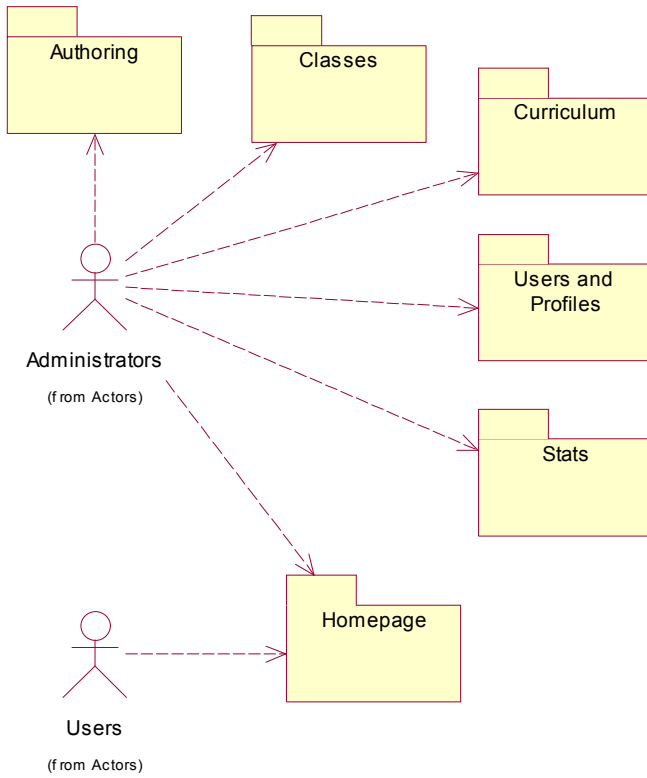 Authoring
Classes
Curriculum
Users and
Profiles
Administrators
(from Actors)
Stats
Homepage
Users
(from Actors)